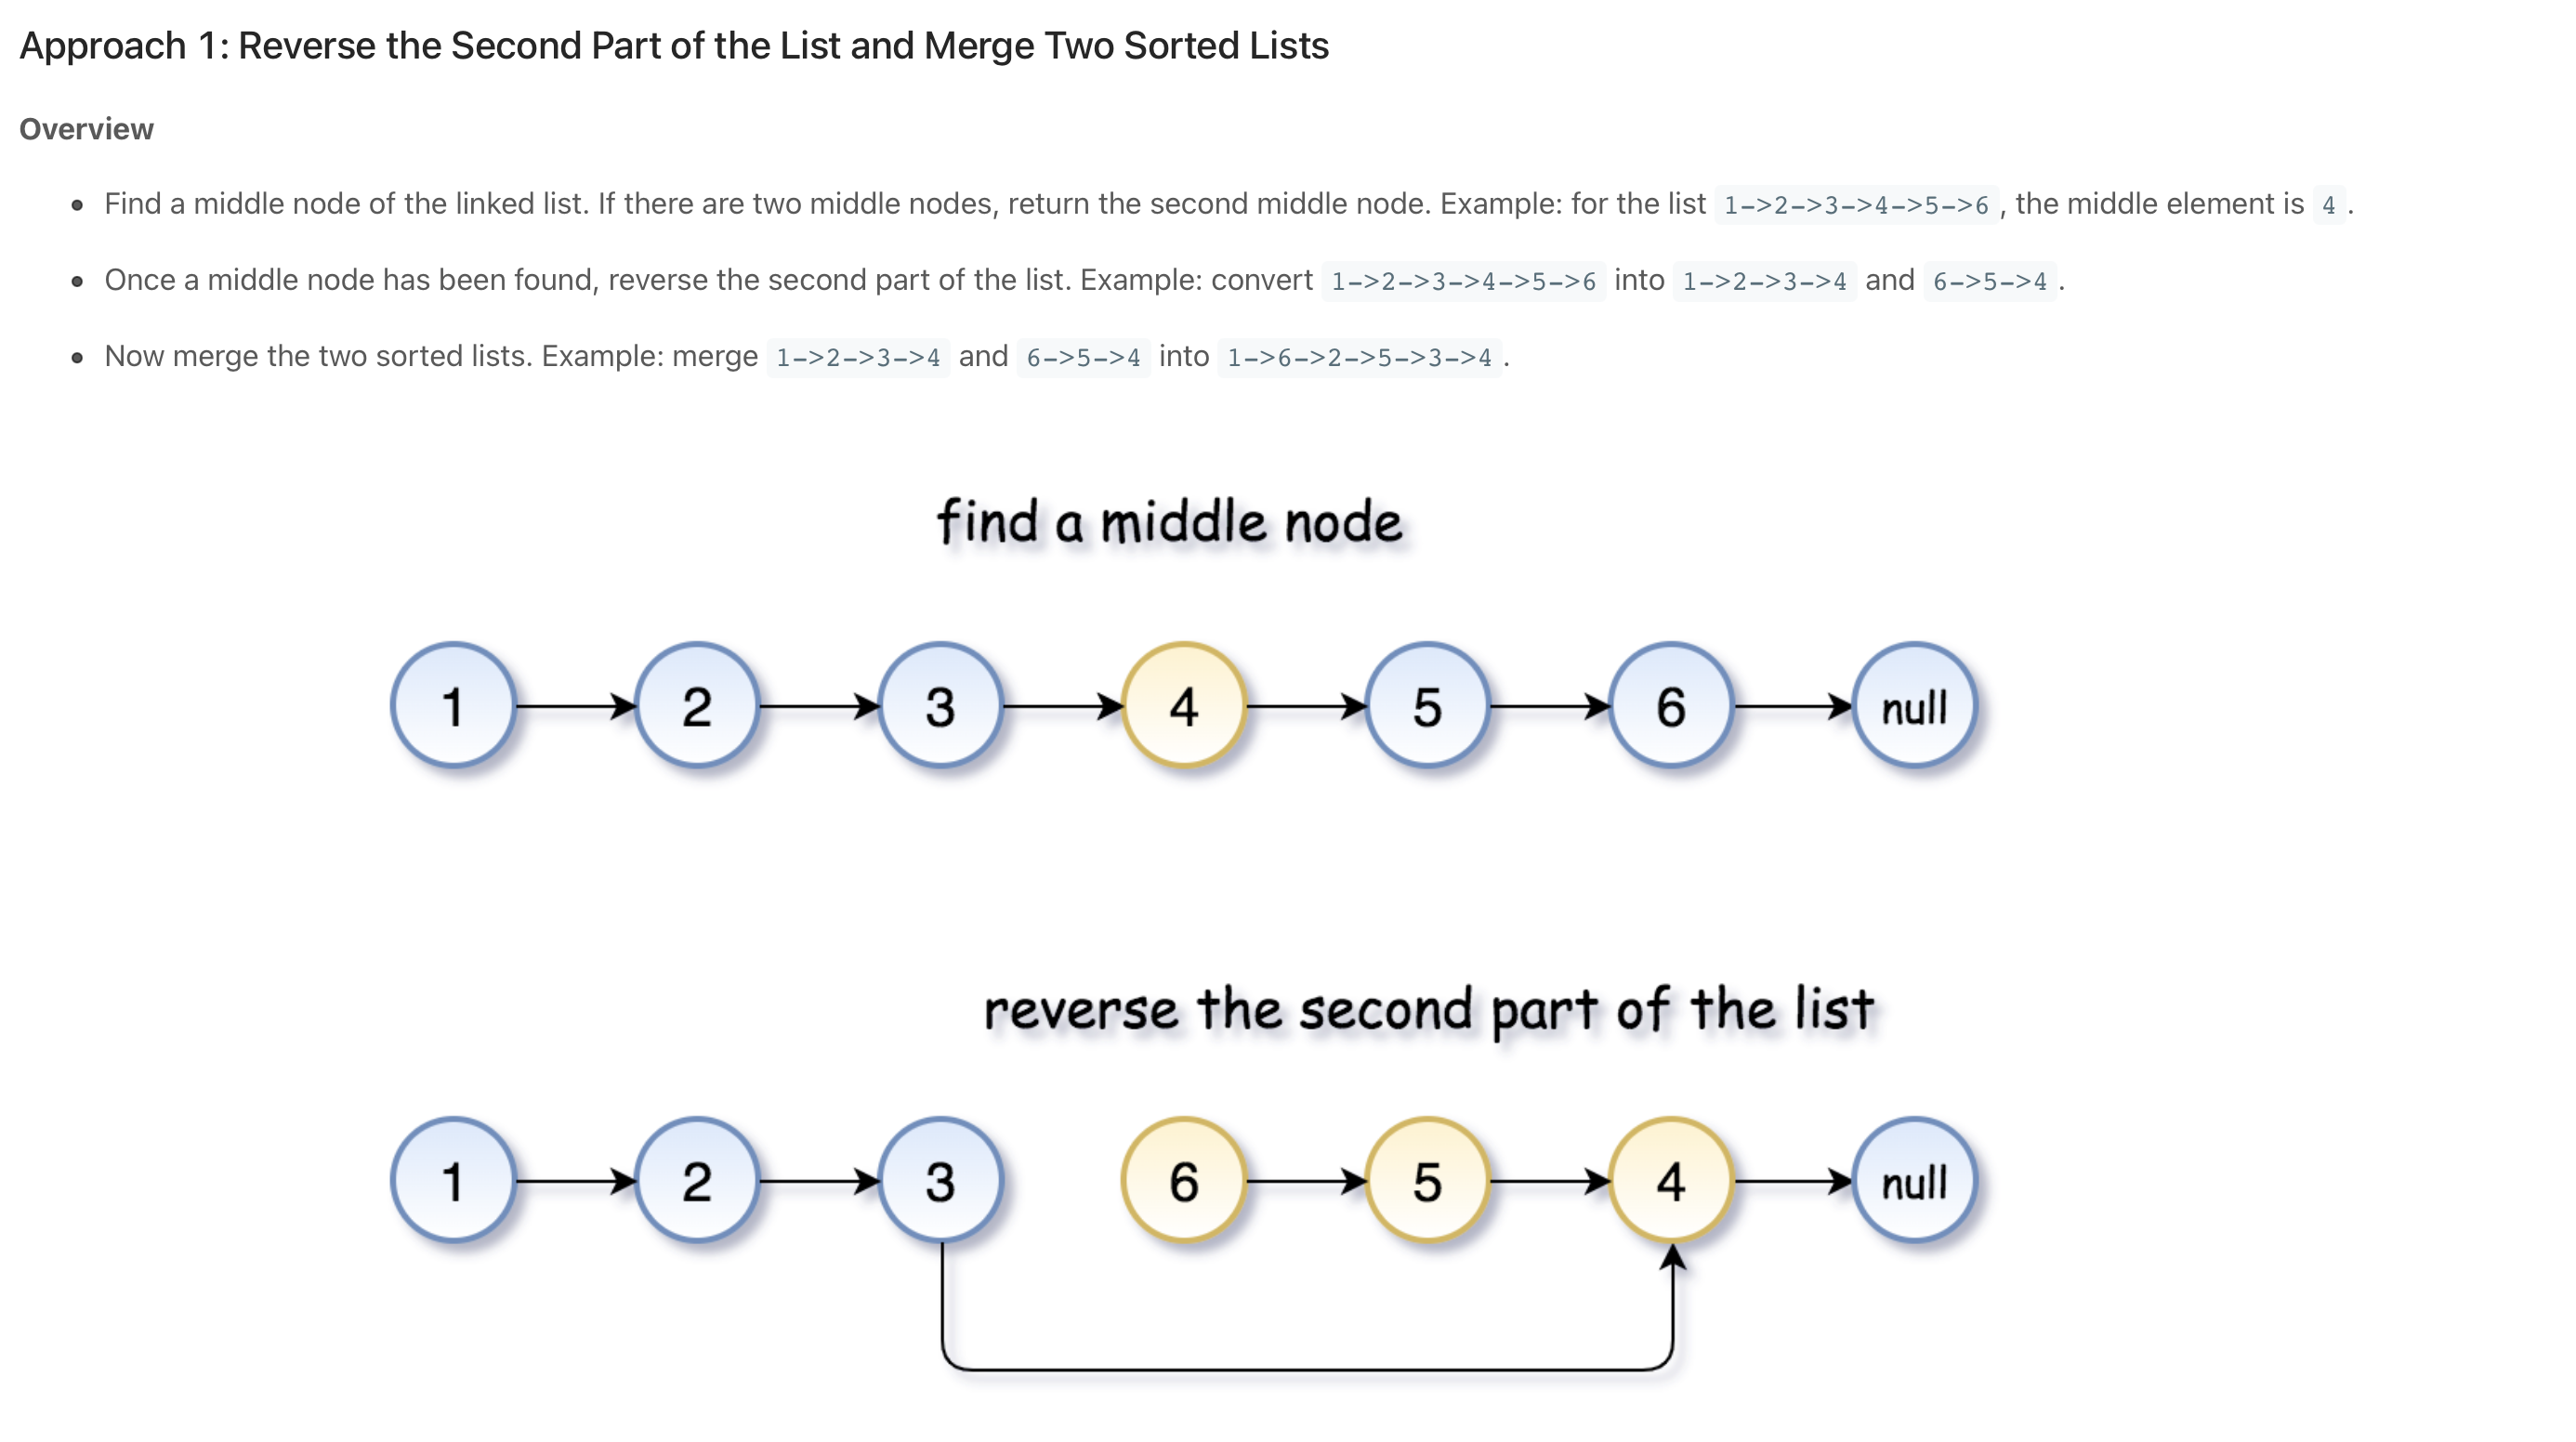 Approach 1: Reverse the Second Part of the List and Merge Two Sorted Lists
Overview
• Find a middle node of the linked list. If there are two middle nodes, return the second middle node. Example: for the list 1->2->3->4->5->6 , the middle element is 4 .
• Once a middle node has been found, reverse the second part of the list. Example: convert 1->2->3->4->5->6 into 1->2->3->4 and 6->5->4 .
• Now merge the two sorted lists. Example: merge 1->2->3->4 and 6->5->4 into 1->6->2->5->3->4 .
find a middle node
1 2 3 4 5 6 null
reverse the second part of the list
1 2 3 6 5 4 null